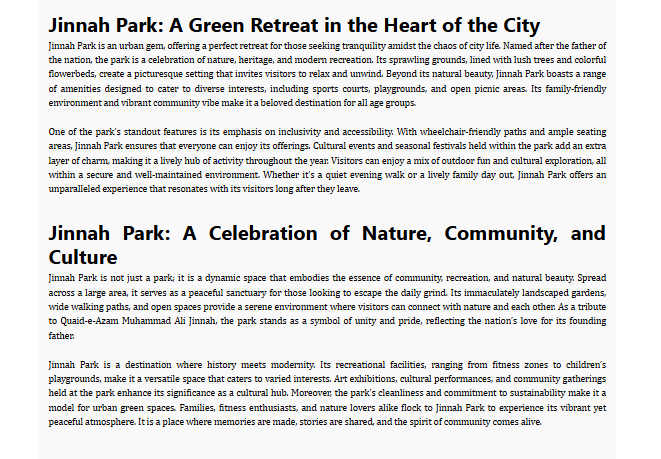 Jinnah Park: A Green Retreat in the Heart of the City
Jinnah Park is an urban gem, offering a perfect retreat for those seeking tranquility amidst the chaos of city life. Named after the father of
the nation, the park is a celebration of nature, heritage, and modern recreation. Its sprawling grounds, lined with lush trees and colorful
flowerbeds, create a picturesque setting that invites visitors to relax and unwind. Beyond its natural beauty, Jinnah Park boasts a range
of amenities designed to cater to diverse interests, including sports courts, playgrounds, and open picnic areas. Its family-friendly
environment and vibrant community vibe make it a beloved destination for all age groups.
One of the park's standout features is its emphasis on inclusivity and accessibility. With wheelchair-friendly paths and ample seating
areas, Jinnah Park ensures that everyone can enjoy its offerings. Cultural events and seasonal festivals held within the park add an extra
layer of charm, making it a lively hub of activity throughout the year. Visitors can enjoy a mix of outdoor fun and cultural exploration, all
within a secure and well-maintained environment. Whether it's a quiet evening walk or a lively family day out, Jinnah Park offers an
unparalleled experience that resonates with its visitors long after they leave.
Jinnah Park: A Celebration of Nature, Community, and
Culture
Jinnah Park is not just a park; it is a dynamic space that embodies the essence of community, recreation, and natural beauty. Spread
across a large area, it serves as a peaceful sanctuary for those looking to escape the daily grind. Its immaculately landscaped gardens,
wide walking paths, and open spaces provide a serene environment where visitors can connect with nature and each other. As a tribute
to Quaid-e-Azam Muhammad Ali Jinnah, the park stands as a symbol of unity and pride, reflecting the nation's love for its founding
father.
Jinnah Park is a destination where history meets modernity. Its recreational facilities, ranging from fitness zones to children's
playgrounds, make it a versatile space that caters to varied interests. Art exhibitions, cultural performances, and community gatherings
held at the park enhance its significance as a cultural hub. Moreover, the park's cleanliness and commitment to sustainability make it a
model for urban green spaces. Families, fitness enthusiasts, and nature lovers alike flock to Jinnah Park to experience its vibrant yet
peaceful atmosphere. It is a place where memories are made, stories are shared, and the spirit of community comes alive.